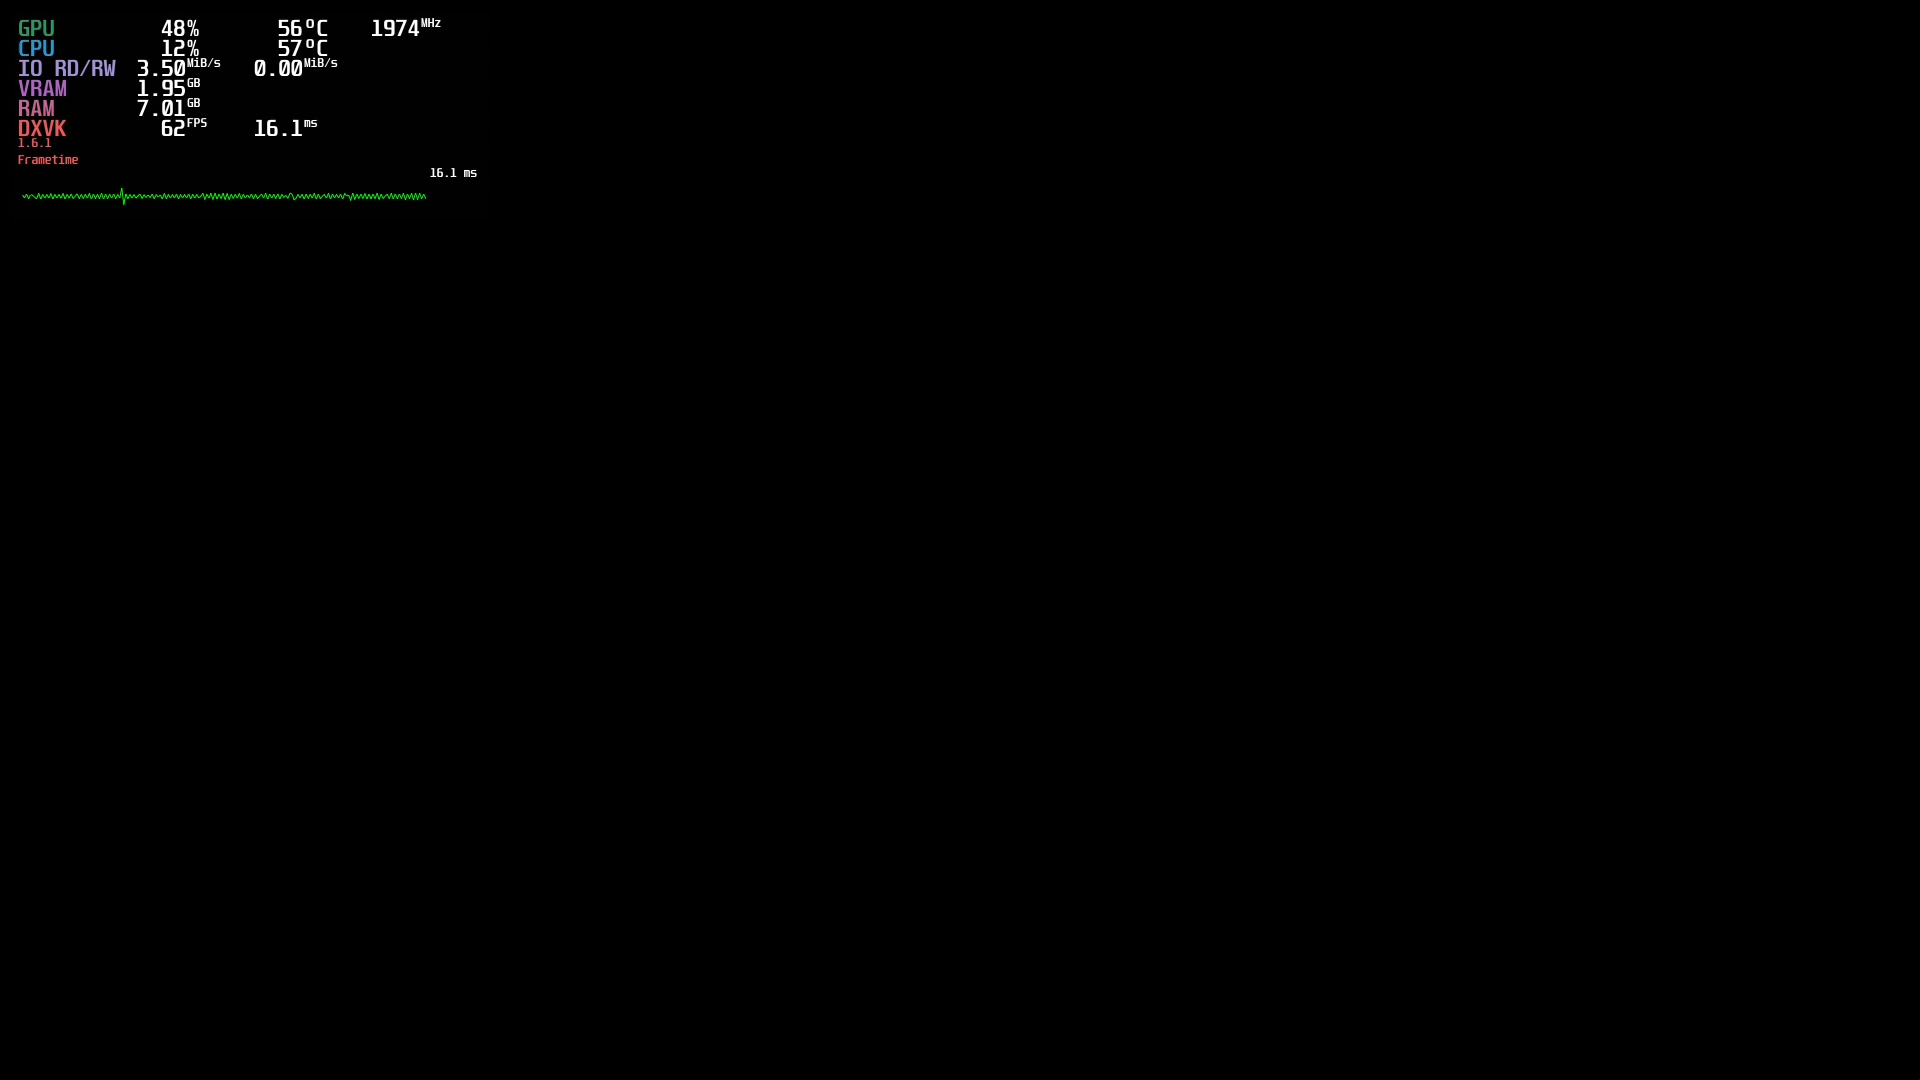 GPU 48% 56°C 1974MHz
CPU 12% 57°C
IO RD/RW 3.50MiB/s 0.00MiB/s
VRAM 1.95GB
RAM 7.01GB
DXVK 62FPS 16.1ms
1.6.1
Frametime
16.1 ms